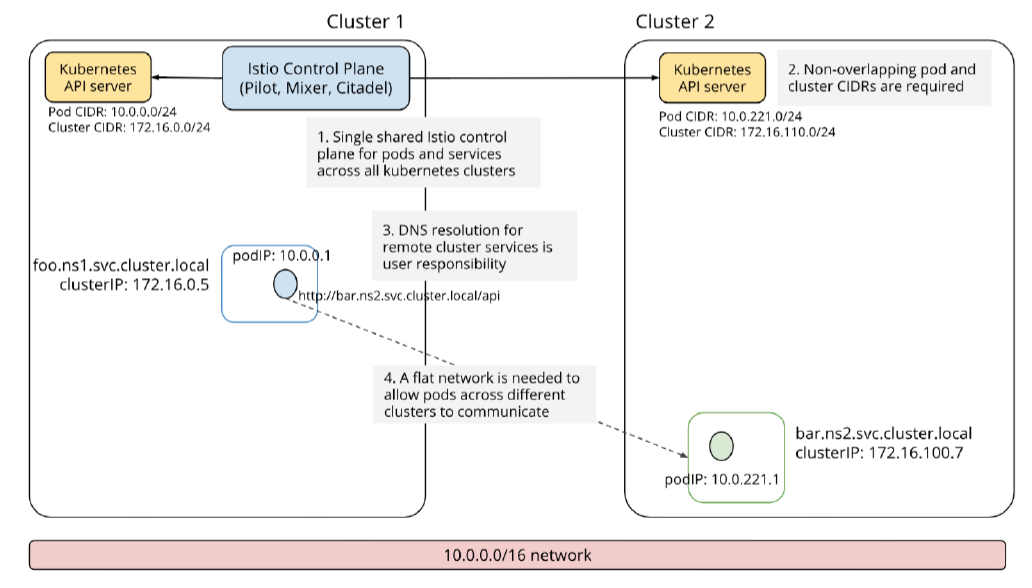 Cluster 1
Cluster 2
Kubernetes
API server
Istio Control Plane
(Pilot, Mixer, Citadel)
Kubernetes
API server
2. Non-overlapping pod and
cluster CIDRs are required
Pod CIDR: 10.0.0.0/24
Cluster CIDR: 172.16.0.0/24
Pod CIDR: 10.0.221.0/24
Cluster CIDR: 172.16.110.0/24
1. Single shared Istio control
plane for pods and services
across all kubernetes clusters
3. DNS resolution for
remote cluster services is
user responsibility
foo.ns1.svc.cluster.local
clusterIP: 172.16.0.5
podIP: 10.0.0.1
http://bar.ns2.svc.cluster.local/api
4. A flat network is needed to
allow pods across different
clusters to communicate
bar.ns2.svc.cluster.local
clusterIP: 172.16.100.7
podIP: 10.0.221.1
10.0.0.0/16 network